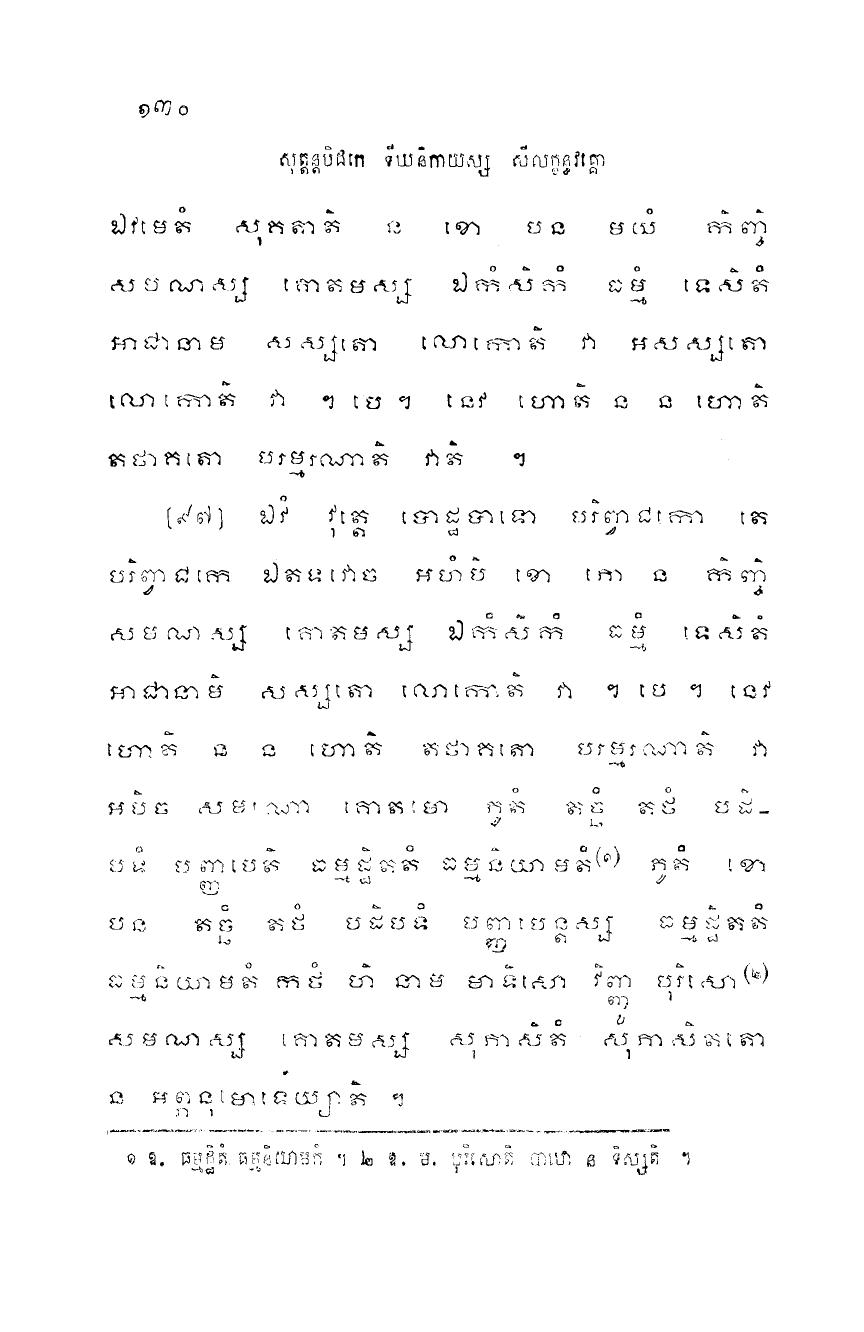 ១៣០
សុត្តន្តបិដកេ ទីឃនិកាយស្ស សីលក្ខន្ធវគ្គោ
ឯវមេតំ សុគតាតិ ន ខោ បន មយំ កិញ្ចិ
សមណស្ស គោតមស្ស ឯកំសិកំ ធម្មំ ទេសិតំ
អាជានាម សស្សតោ លោកោតិ វា អសស្សតោ
លោកោតិ វា ។ បេ ។ នេវ ហោតិ ន ន ហោតិ
តថាគតោ បរម្មរណាតិ វាតិ ។
[៩៧] ឯវំ វុត្តេ បោដ្ឋបាទោ បរិព្វាជកោ តេ
បរិព្វាជកេ ឯតទវោច អហំបិ ខោ ភោ ន កិញ្ចិ
សមណស្ស គោតមស្ស ឯកំសិកំ ធម្មំ ទេសិតំ
អាជានាមិ សស្សតោ លោកោតិ វា ។ បេ ។ នេវ
ហោតិ ន ន ហោតិ តថាគតោ បរម្មរណាតិ វា
អបិច សមណោ គោតមោ ភូតំ តច្ឆំ តថំ បដិ-
បទំ បញ្ញាបេតិ ធម្មដ្ឋិតតំ ធម្មនិយាមតំ(១) ភូតំ ខោ
បន តច្ឆំ តថំ បដិបទំ បញ្ញាបេន្តស្ស ធម្មដ្ឋិតតំ
ធម្មនិយាមតំ កថំ ហិ នាម មាទិសោ វិញ្ញូ បុរិសោ(២)
សមណស្ស គោតមស្ស សុភាសិតំ សុភាសិតតោ
ន អព្ភនុមោទេយ្យាតិ ។
១ ឱ. ធម្មដ្ឋិតំ ធម្មនិយាមកំ ។ ២ ឱ. ម. បុរិសោតិ បាឋោ ន ទិស្សតិ ។